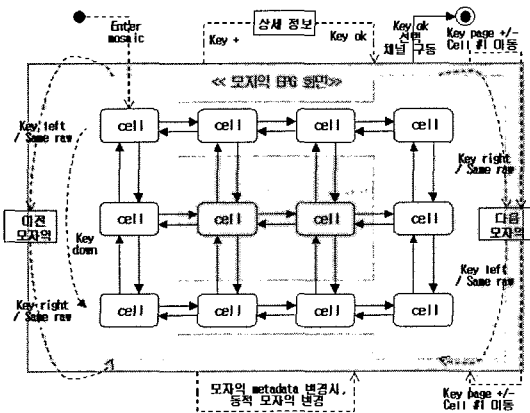 Enter
mosaic
상세 정보
Key +
Key ok
Key ok
선택
채널 구동
Key page +/-
Cell #1 이동
<< 모자익 EPG 화면>>
Key left
/ Same raw
cell
cell
cell
cell
Key right
/ Same raw
이전
모자익
cell
cell
cell
cell
다음
모자익
Key
down
Key right
/ Same raw
cell
cell
cell
cell
Key left
/ Same raw
모자익 metadata 변경시,
동적 모자익 변경
Key page +/-
Cell #1 이동